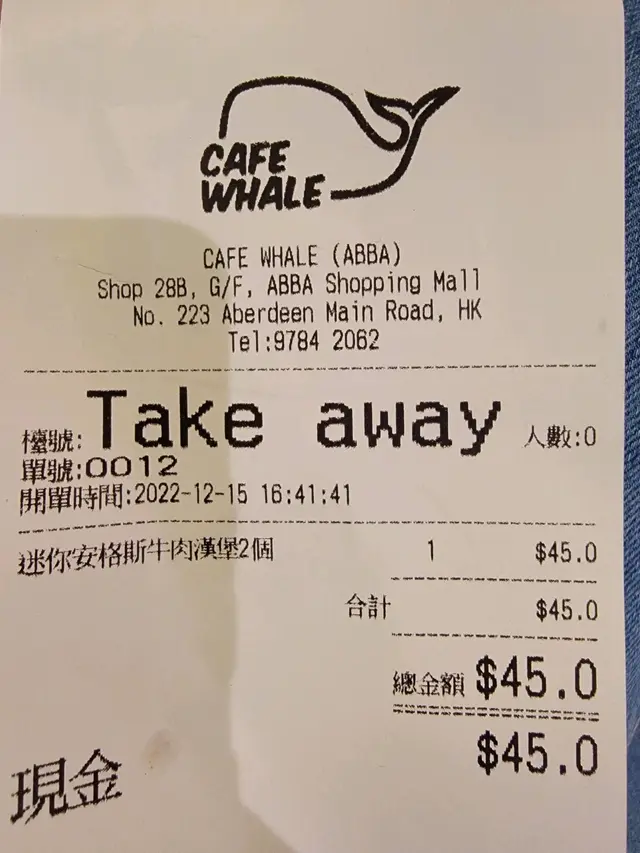 CAFE
WHALE
CAFE WHALE (ABBA)
Shop 28B, G/F, ABBA Shopping Mall
No. 223 Aberdeen Main Road, HK
Tel:9784 2062
檯號:Take away 人數:0
單號:0012
開單時間:2022-12-15 16:41:41
迷你安格斯牛肉漢堡2個 1 $45.0
合計 $45.0
總金額 $45.0
$45.0
現金